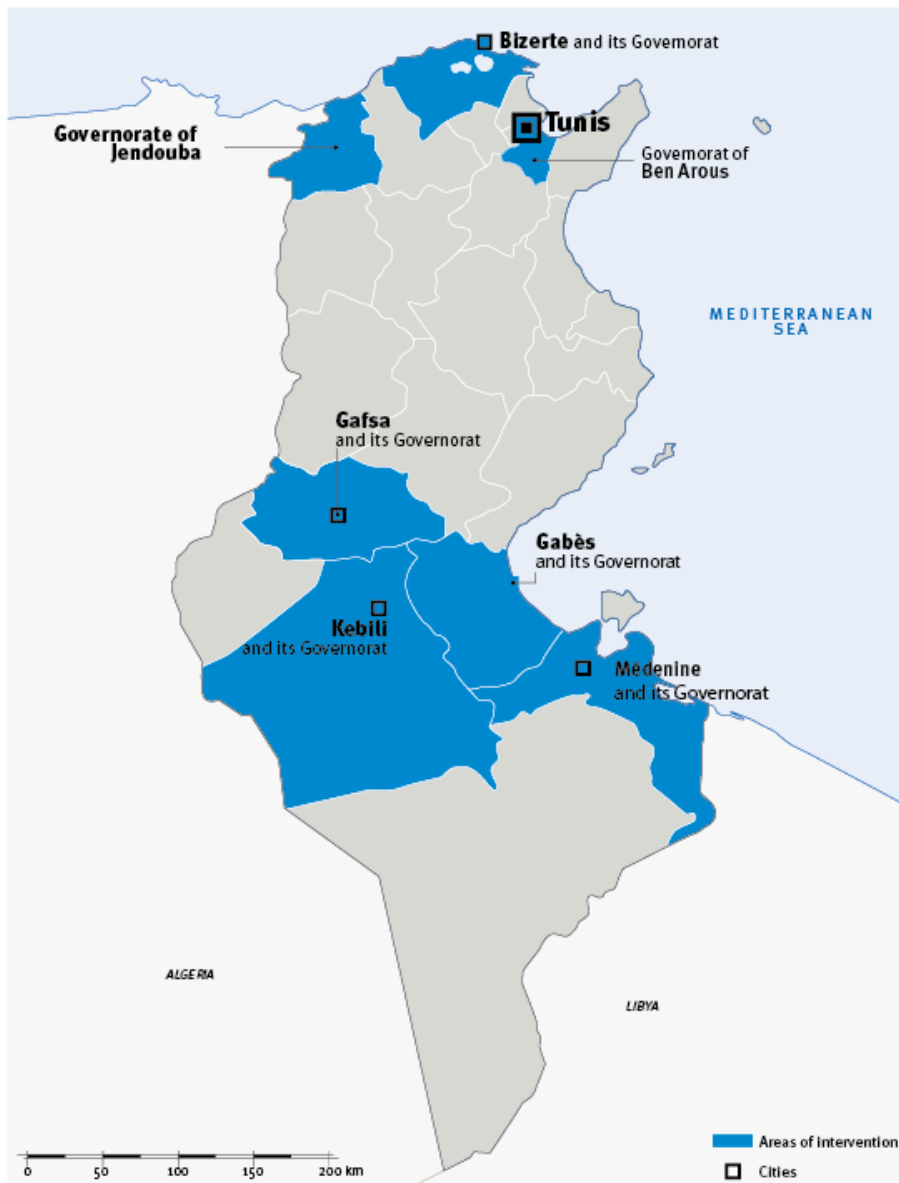 Bizerte and its Governorat
Tunis
Governorate of
Jendouba
Governorat of
Ben Arous
MEDITERRANEAN
SEA
Gafsa
and its Governorat
Gabès
and its Governorat
Kebili
and its Governorat
Médenine
and its Governorat
ALGERIA
LIBYA
Areas of intervention
0 50 100 150 200 km
Cities